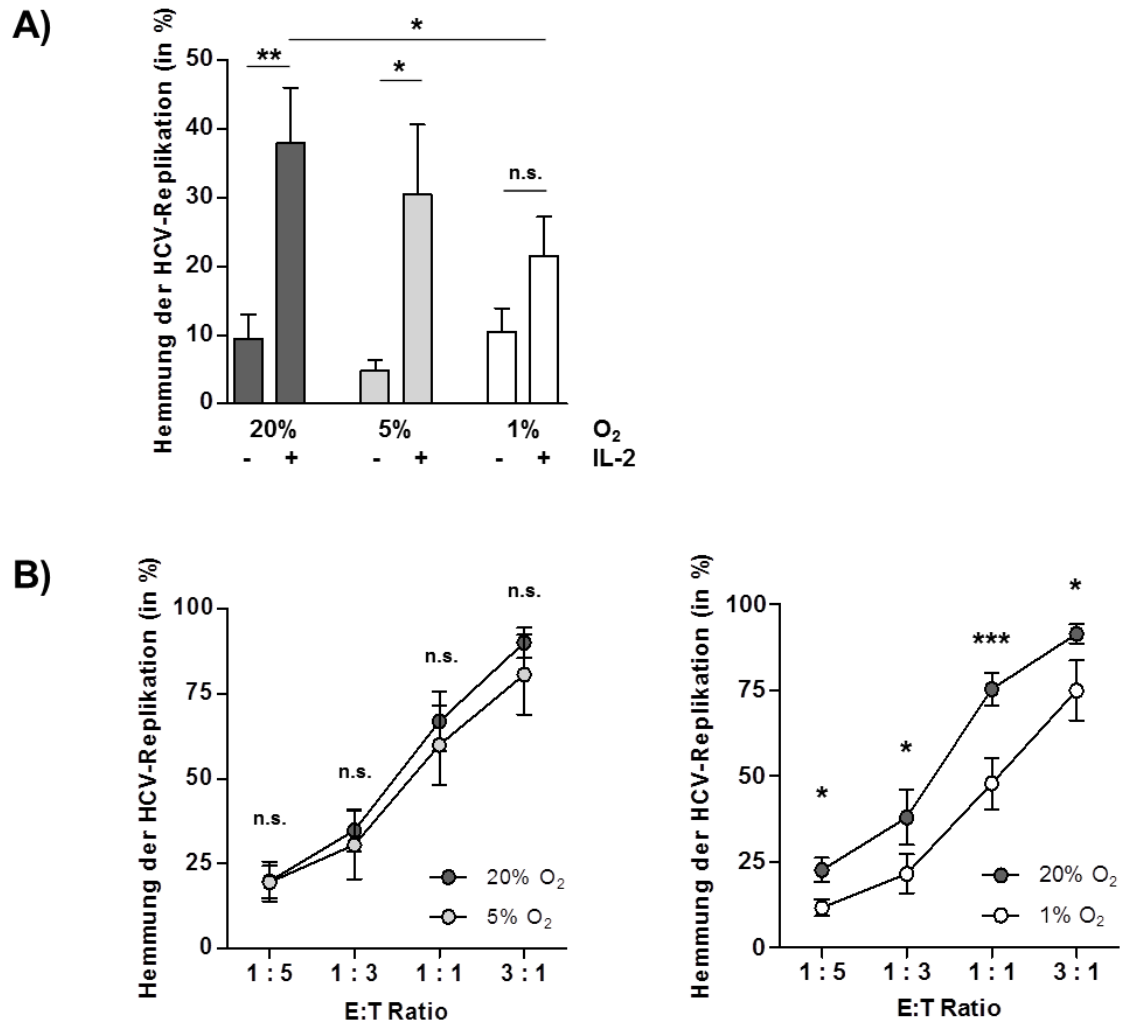 A)
Hemmung der HCV-Replikation (in %)
*
** *
n.s.
50
40
30
20
10
0
20% 5% 1% O₂
- + - + - + IL-2
B)
Hemmung der HCV-Replikation (in %)
100
75
50
25
0
n.s.
n.s.
n.s.
n.s.
20% O₂
5% O₂
1 : 5 1 : 3 1 : 1 3 : 1
E:T Ratio
Hemmung der HCV-Replikation (in %)
100
75
50
25
0
*
*
***
*
20% O₂
1% O₂
1 : 5 1 : 3 1 : 1 3 : 1
E:T Ratio